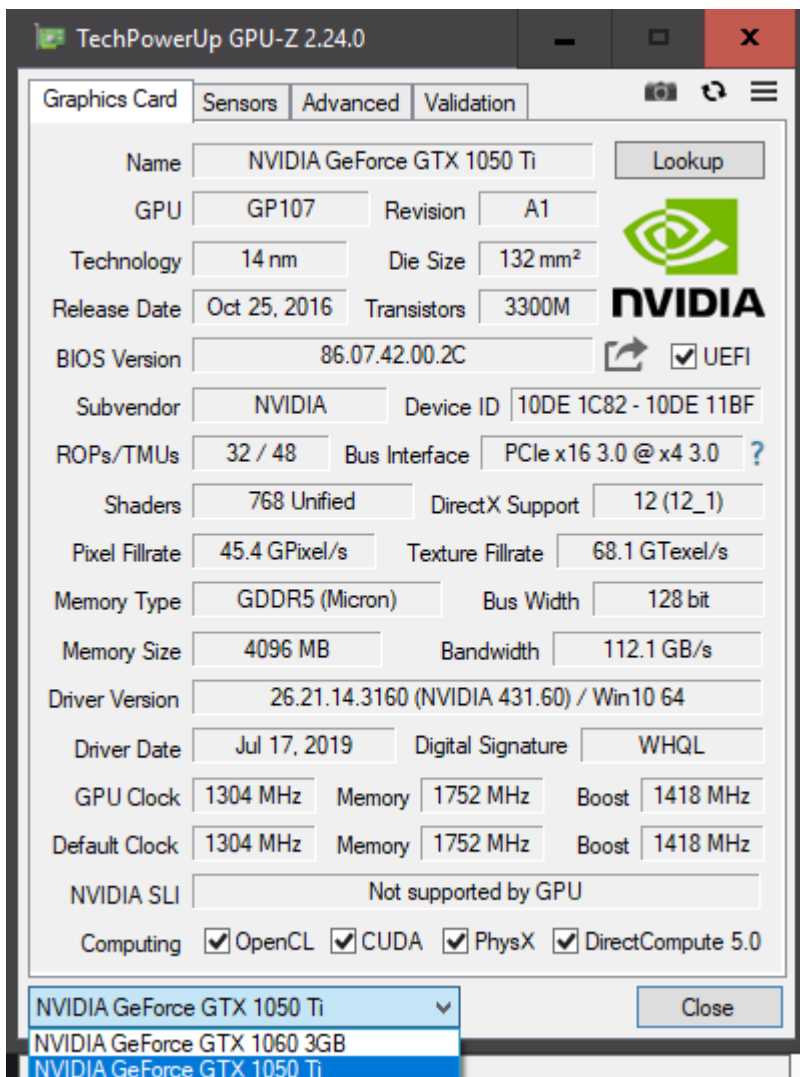 TechPowerUp GPU-Z 2.24.0
Graphics Card Sensors Advanced Validation
Name NVIDIA GeForce GTX 1050 Ti Lookup
GPU GP107 Revision A1
Technology 14 nm Die Size 132 mm²
Release Date Oct 25, 2016 Transistors 3300M
NVIDIA
BIOS Version 86.07.42.00.2C UEFI
Subvendor NVIDIA Device ID 10DE 1C82 - 10DE 11BF
ROPs/TMUs 32 / 48 Bus Interface PCIe x16 3.0 @ x4 3.0 ?
Shaders 768 Unified DirectX Support 12 (12_1)
Pixel Fillrate 45.4 GPixel/s Texture Fillrate 68.1 GTexel/s
Memory Type GDDR5 (Micron) Bus Width 128 bit
Memory Size 4096 MB Bandwidth 112.1 GB/s
Driver Version 26.21.14.3160 (NVIDIA 431.60) / Win10 64
Driver Date Jul 17, 2019 Digital Signature WHQL
GPU Clock 1304 MHz Memory 1752 MHz Boost 1418 MHz
Default Clock 1304 MHz Memory 1752 MHz Boost 1418 MHz
NVIDIA SLI Not supported by GPU
Computing OpenCL CUDA PhysX DirectCompute 5.0
NVIDIA GeForce GTX 1050 Ti Close
NVIDIA GeForce GTX 1060 3GB
NVIDIA GeForce GTX 1050 Ti